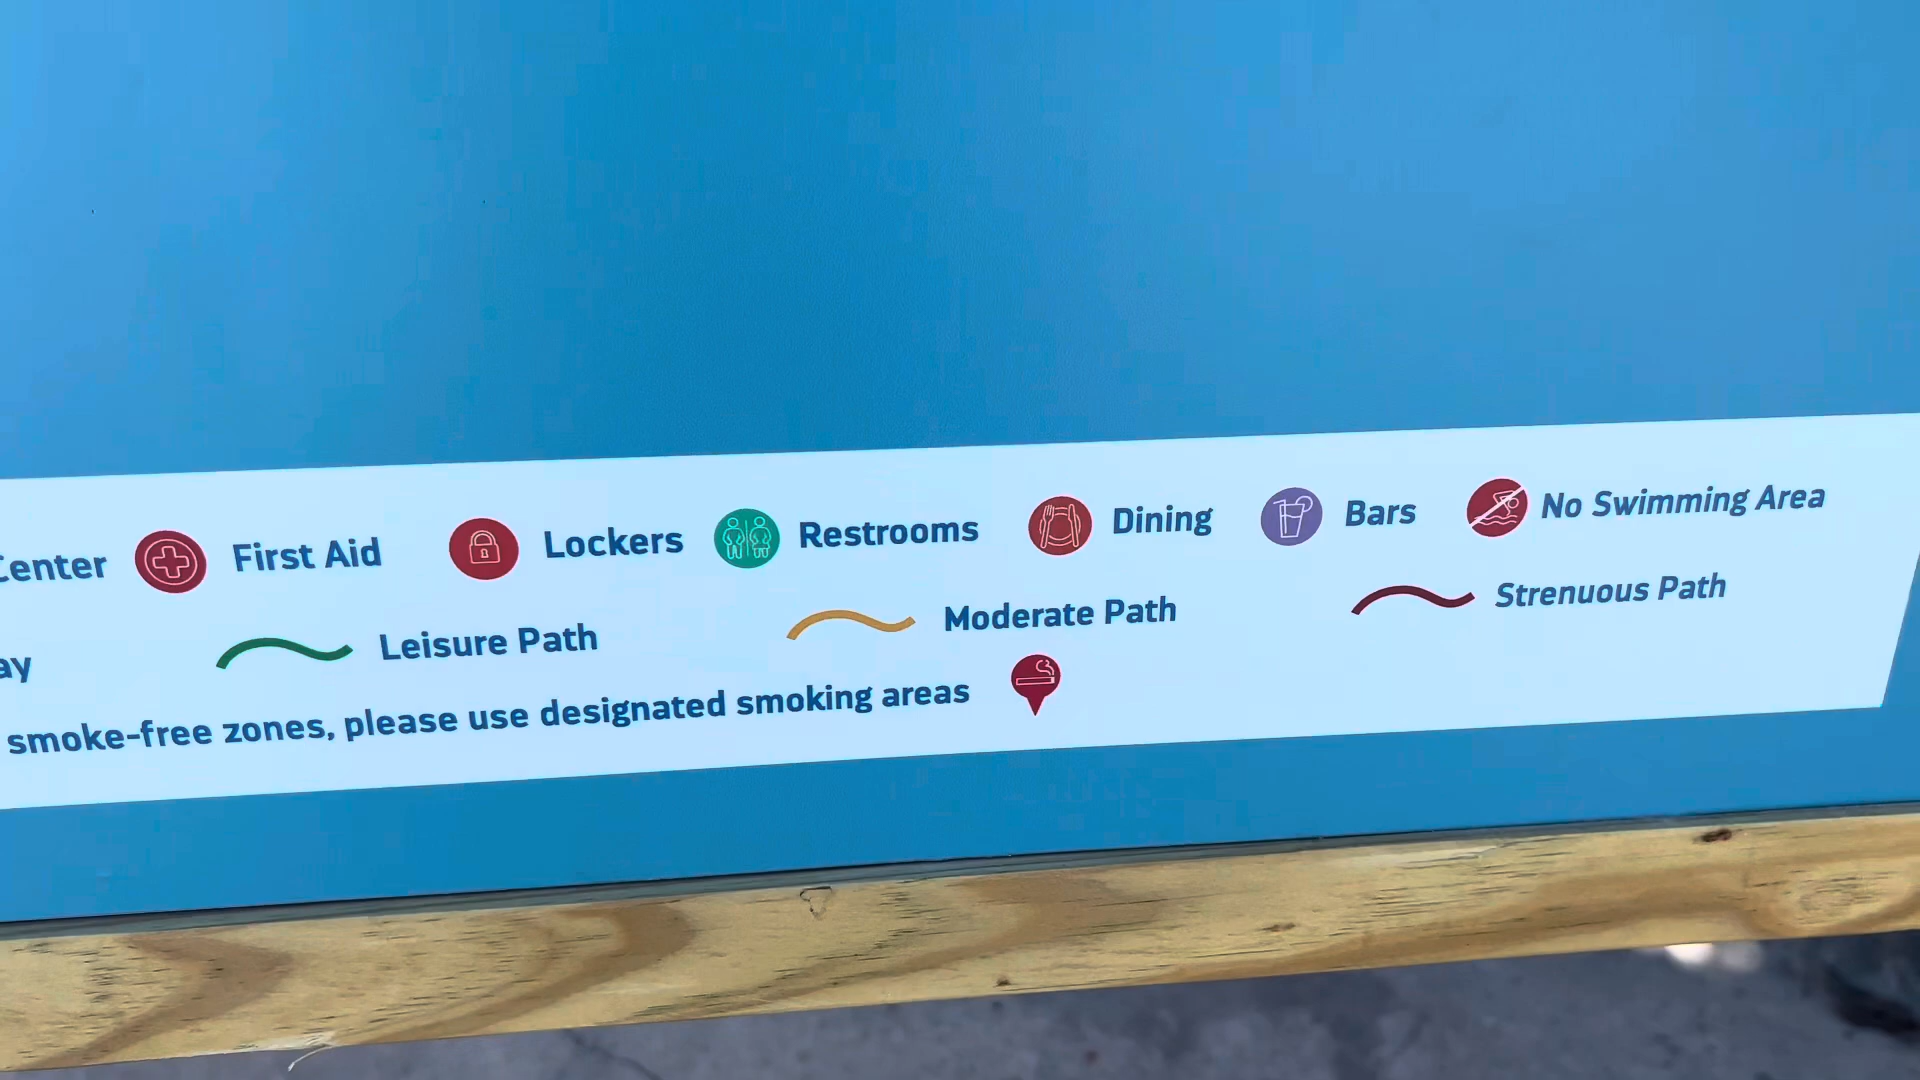 Center First Aid Lockers Restrooms Dining Bars No Swimming Area
Leisure Path Moderate Path Strenuous Path
smoke-free zones, please use designated smoking areas